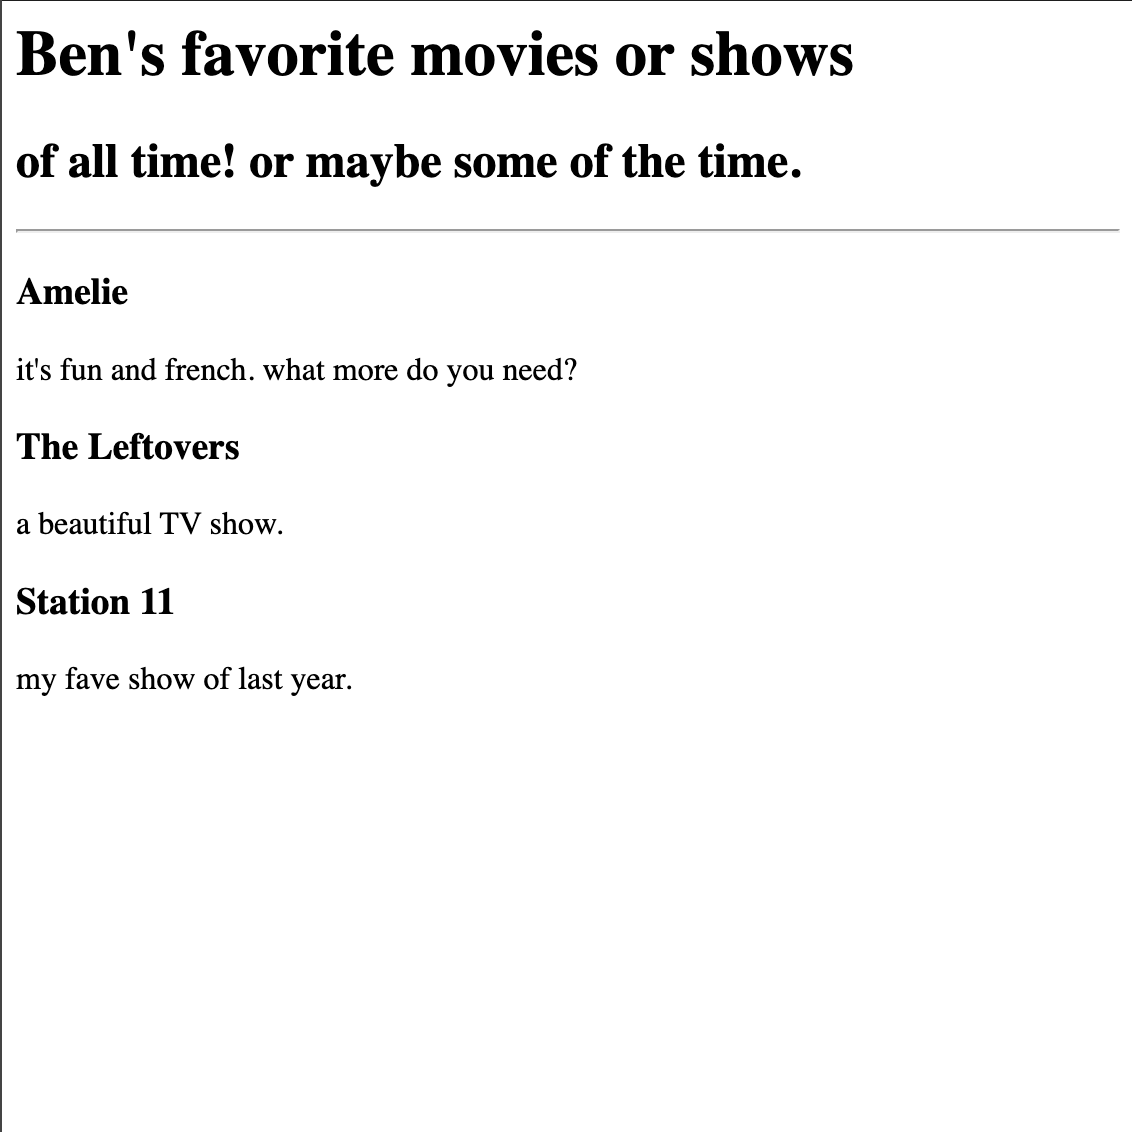 Ben's favorite movies or shows
of all time! or maybe some of the time.
Amelie
it's fun and french. what more do you need?
The Leftovers
a beautiful TV show.
Station 11
my fave show of last year.